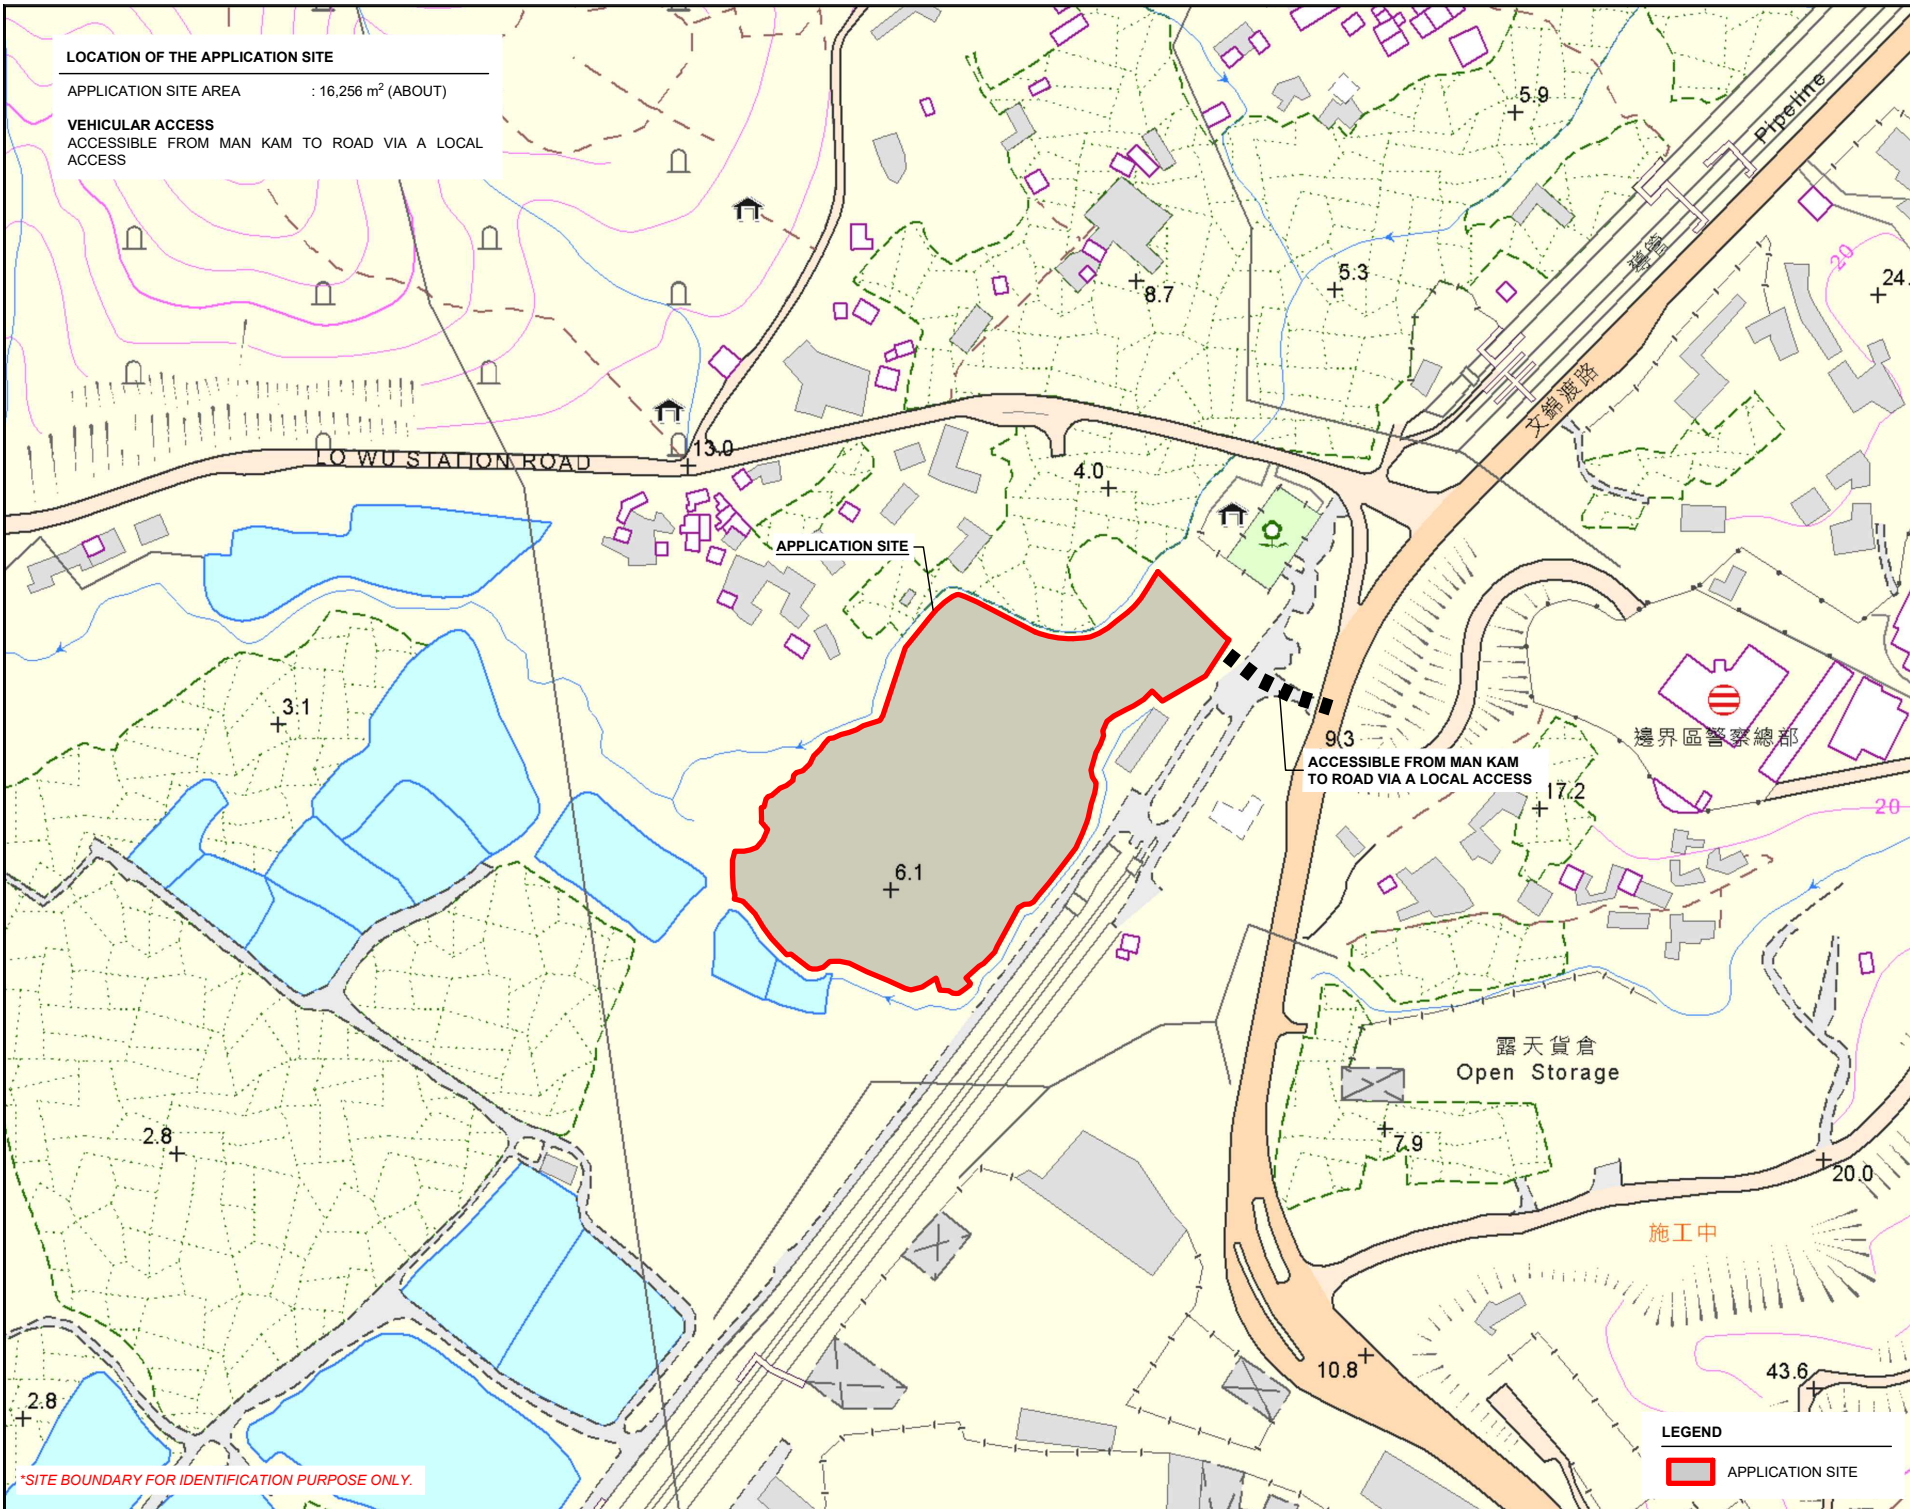 LOCATION OF THE APPLICATION SITE
APPLICATION SITE AREA : 16,256 m² (ABOUT)
VEHICULAR ACCESS
ACCESSIBLE FROM MAN KAM TO ROAD VIA A LOCAL
ACCESS
5.9
Pipeline
導管
20
24.
8.7
5.3
文錦渡路
LO WU STATION ROAD
13.0
4.0
APPLICATION SITE
3.1
9.3
ACCESSIBLE FROM MAN KAM
TO ROAD VIA A LOCAL ACCESS
邊界區警察總部
17.2
20
6.1
露天貨倉
Open Storage
2.8
7.9
20.0
施工中
10.8
43.6
2.8
LEGEND
APPLICATION SITE
*SITE BOUNDARY FOR IDENTIFICATION PURPOSE ONLY.